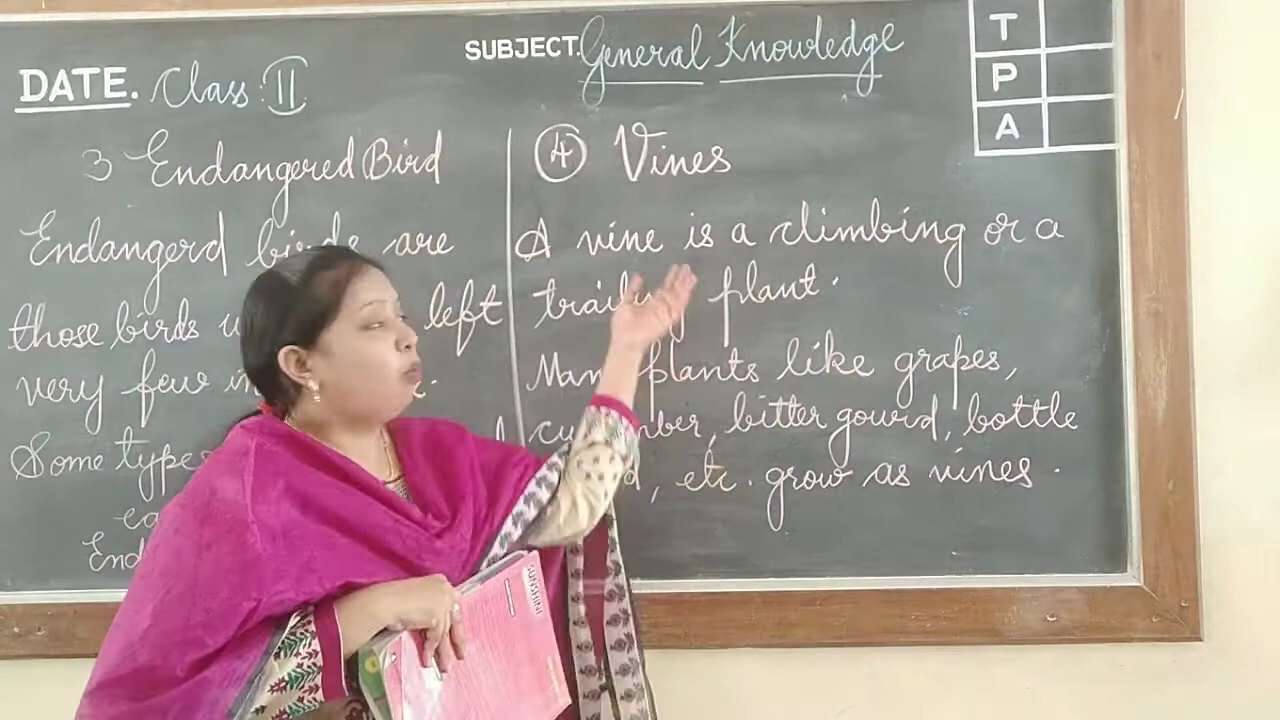 SUBJECT. General Knowledge
DATE. Class II
T
P
A
3 Endangered Bird
Endangerd birds are
those birds left
very few in
Some types
End
4 Vines
A vine is a climbing or a
trailing plant.
Many plants like grapes,
cucumber, bitter gourd, bottle
etc. grow as vines.
SUNSHINE